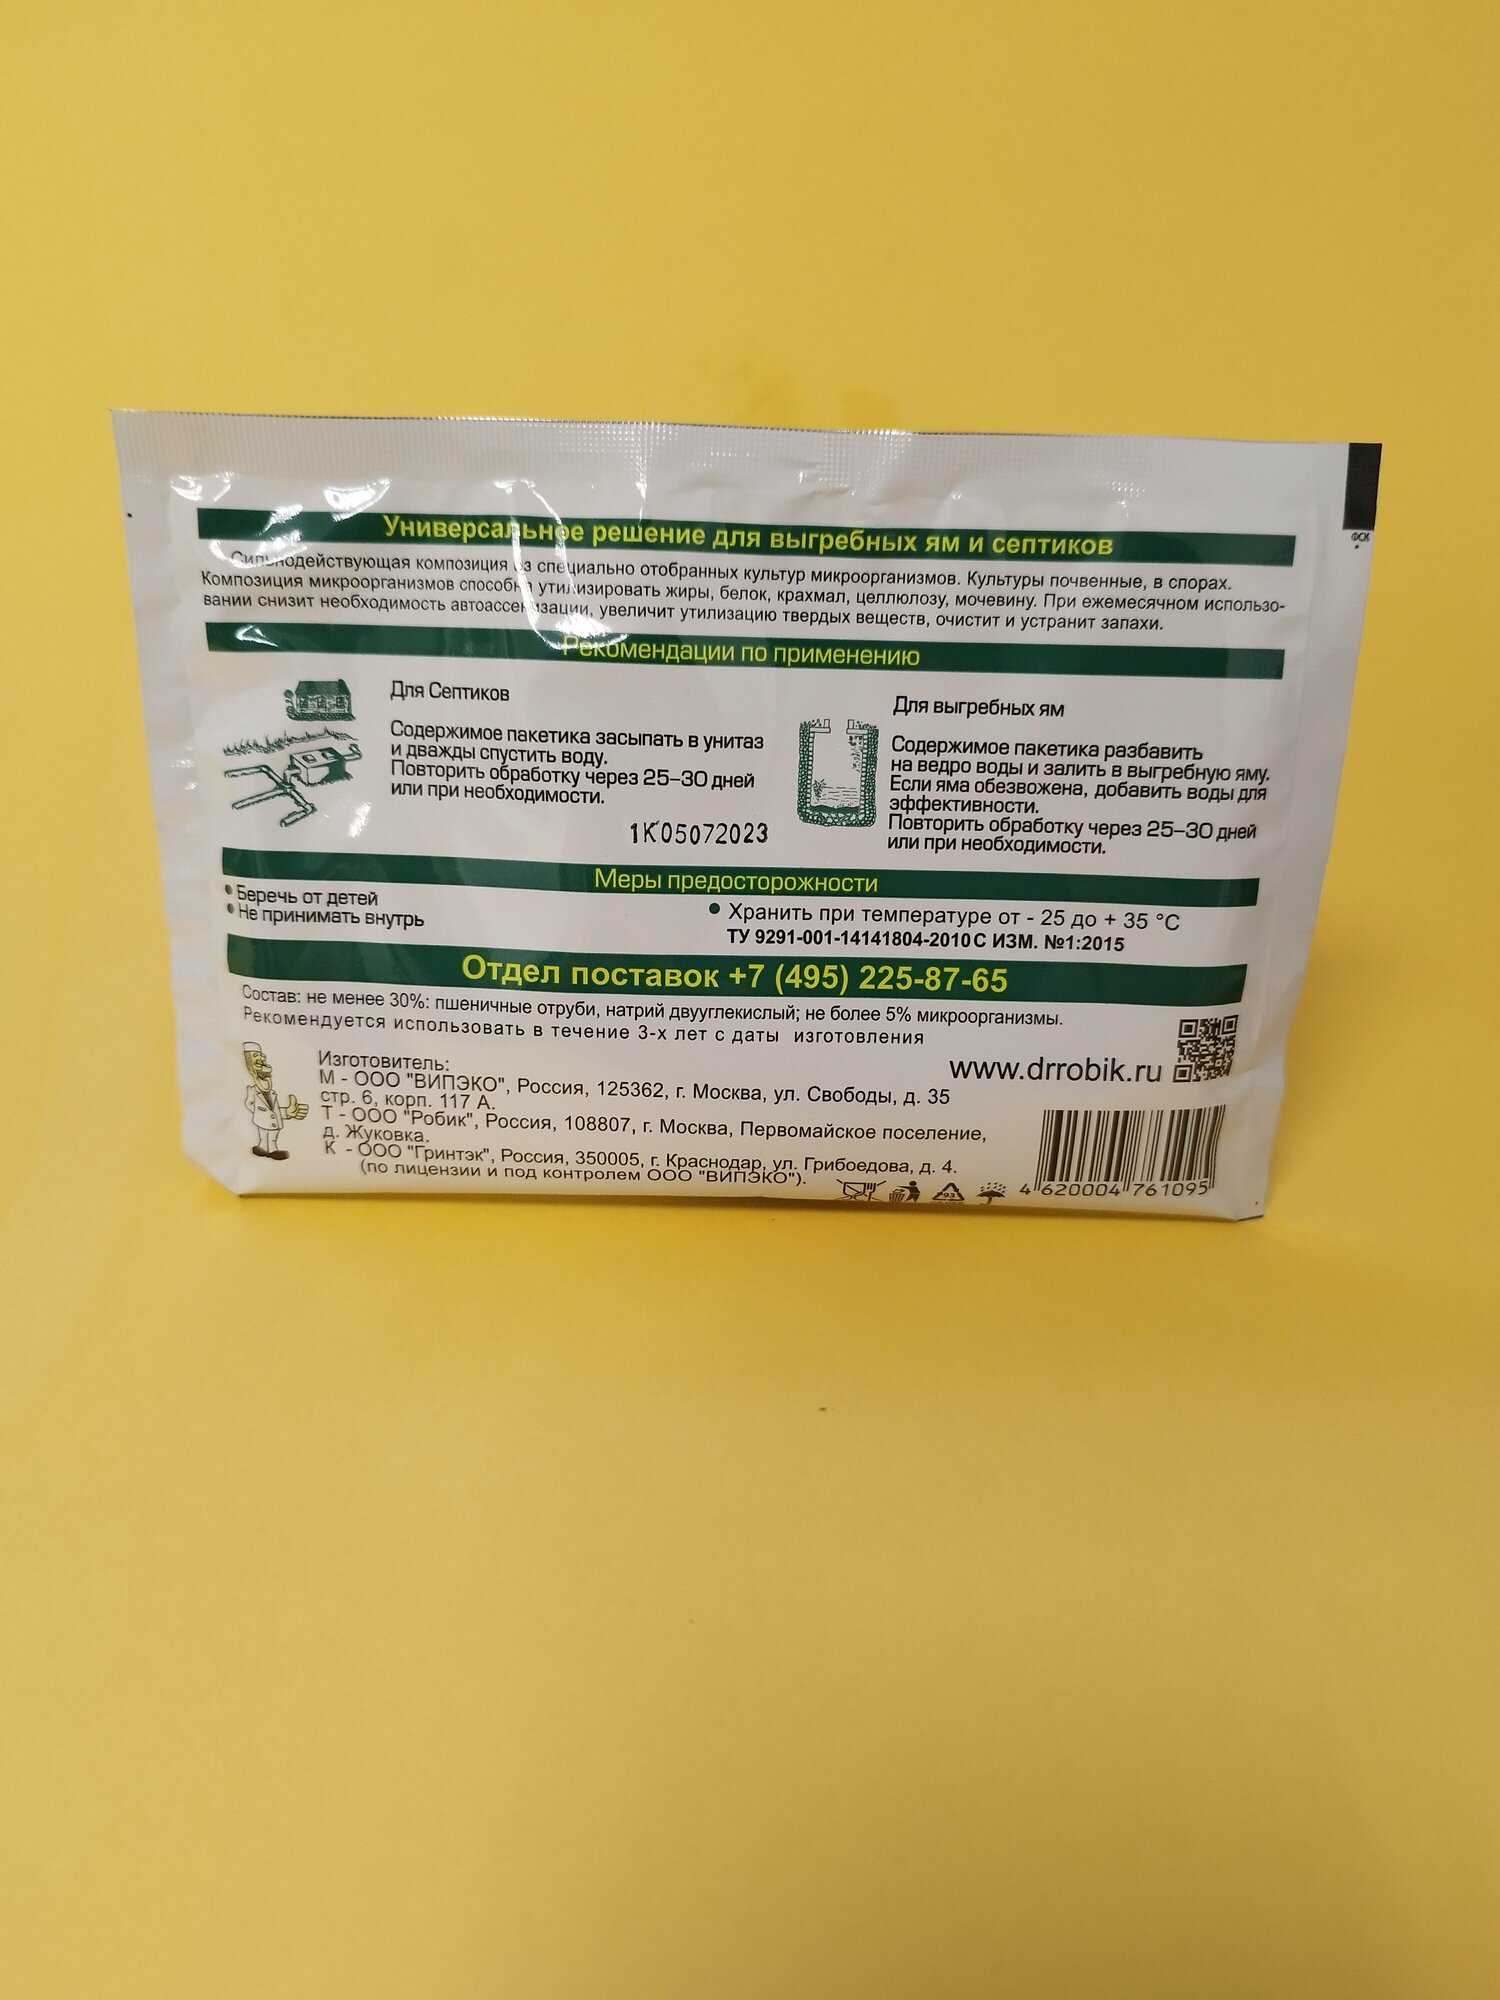 ФСК
Универсальное решение для выгребных ям и септиков
Сильнодействующая композиция из специально отобранных культур микроорганизмов. Культуры почвенные, в спорах.
Композиция микроорганизмов способна утилизировать жиры, белок, крахмал, целлюлозу, мочевину. При ежемесячном использо-
вании снизит необходимость автоассенизации, увеличит утилизацию твердых веществ, очистит и устранит запахи.
Рекомендации по применению
Для Септиков
Содержимое пакетика засыпать в унитаз
и дважды спустить воду.
Повторить обработку через 25–30 дней
или при необходимости.
1К05072023
Для выгребных ям
Содержимое пакетика разбавить
на ведро воды и залить в выгребную яму.
Если яма обезвожена, добавить воды для
эффективности.
Повторить обработку через 25–30 дней
или при необходимости.
Меры предосторожности
• Беречь от детей
• Не принимать внутрь
• Хранить при температуре от - 25 до + 35 °C
ТУ 9291-001-14141804-2010 С ИЗМ. №1:2015
Отдел поставок +7 (495) 225-87-65
Состав: не менее 30%: пшеничные отруби, натрий двууглекислый; не более 5% микроорганизмы.
Рекомендуется использовать в течение 3-х лет с даты изготовления
www.drrobik.ru
Изготовитель:
М - ООО "ВИПЭКО", Россия, 125362, г. Москва, ул. Свободы, д. 35
стр. 6, корп. 117 А.
Т - ООО "Робик", Россия, 108807, г. Москва, Первомайское поселение,
д. Жуковка.
К - ООО "Гринтэк", Россия, 350005, г. Краснодар, ул. Грибоедова, д. 4.
(по лицензии и под контролем ООО "ВИПЭКО").
4 620004 761095